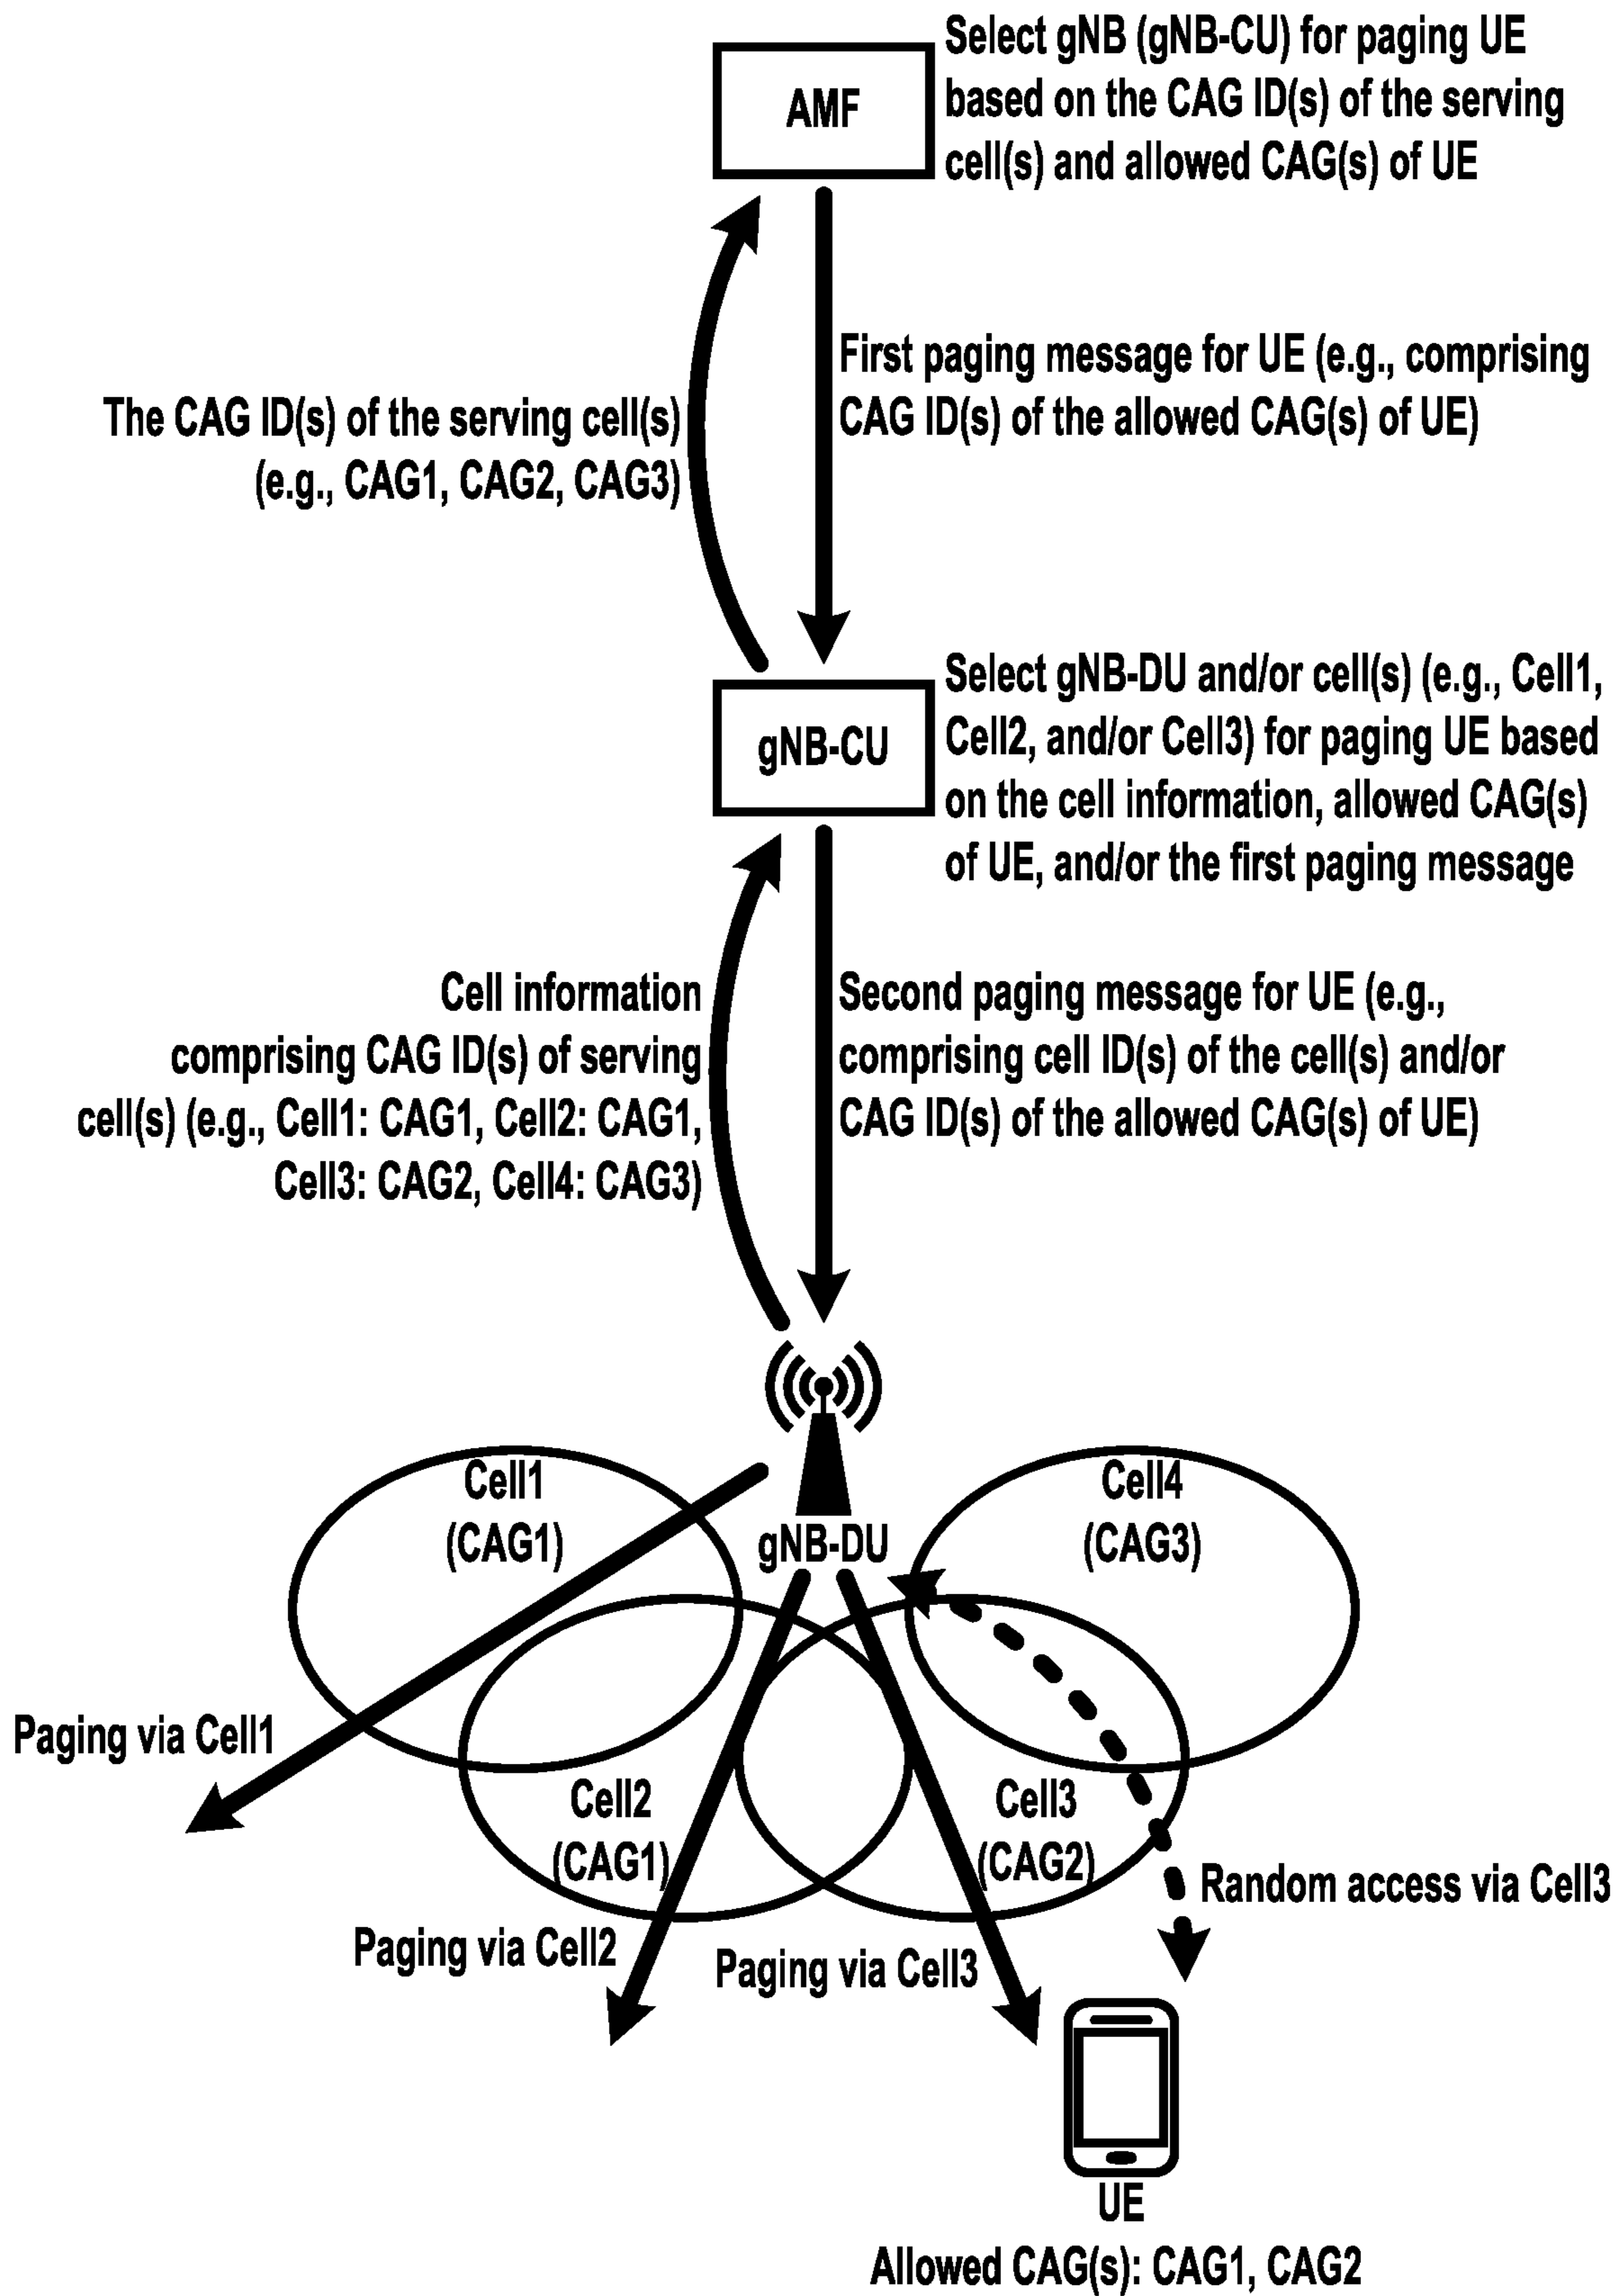 Select gNB (gNB-CU) for paging UE
based on the CAG ID(s) of the serving
cell(s) and allowed CAG(s) of UE
AMF
First paging message for UE (e.g., comprising
CAG ID(s) of the allowed CAG(s) of UE)
The CAG ID(s) of the serving cell(s)
(e.g., CAG1, CAG2, CAG3)
Select gNB-DU and/or cell(s) (e.g., Cell1,
Cell2, and/or Cell3) for paging UE based
on the cell information, allowed CAG(s)
of UE, and/or the first paging message
gNB-CU
Cell information
comprising CAG ID(s) of serving
cell(s) (e.g., Cell1: CAG1, Cell2: CAG1,
Cell3: CAG2, Cell4: CAG3)
Second paging message for UE (e.g.,
comprising cell ID(s) of the cell(s) and/or
CAG ID(s) of the allowed CAG(s) of UE)
Cell1
(CAG1)
gNB-DU
Cell4
(CAG3)
Paging via Cell1
Cell2
(CAG1)
Cell3
(CAG2)
Random access via Cell3
Paging via Cell2
Paging via Cell3
UE
Allowed CAG(s): CAG1, CAG2